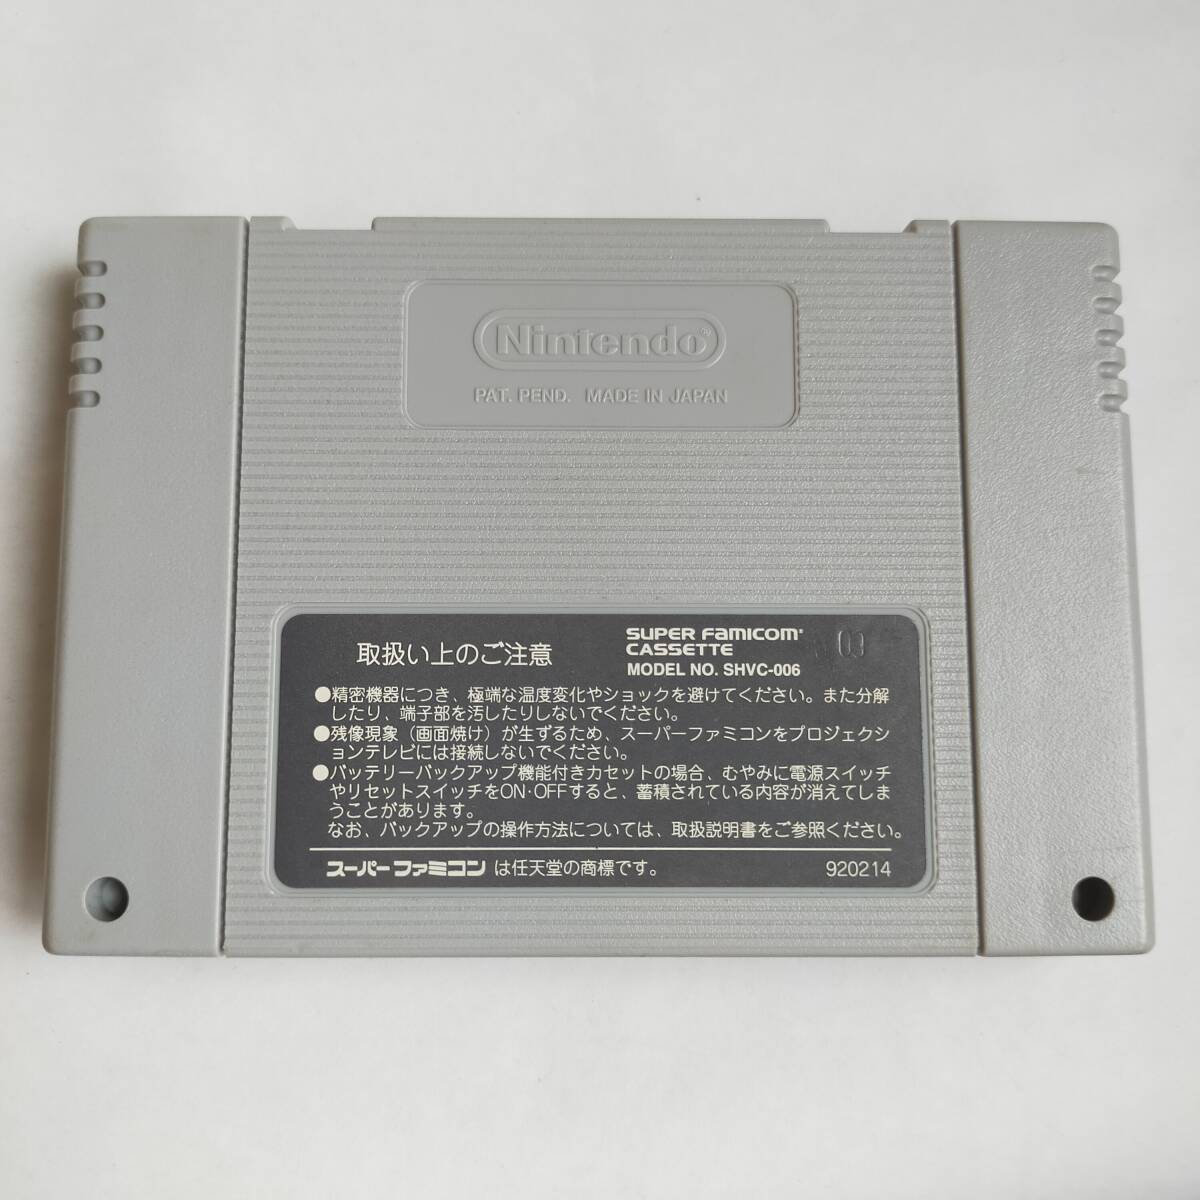 Nintendo®
PAT. PEND. MADE IN JAPAN
取扱い上のご注意
SUPER FAMICOM
CASSETTE
MODEL NO. SHVC-006
03
●精密機器につき、極端な温度変化やショックを避けてください。また分解
したり、端子部を汚したりしないでください。
●残像現象（画面焼け）が生ずるため、スーパーファミコンをプロジェクシ
ョンテレビには接続しないでください。
●バッテリーバックアップ機能付きカセットの場合、むやみに電源スイッチ
やリセットスイッチをON・OFFすると、蓄積されている内容が消えてしま
うことがあります。
なお、バックアップの操作方法については、取扱説明書をご参照ください。
スーパーファミコン は任天堂の商標です。
920214